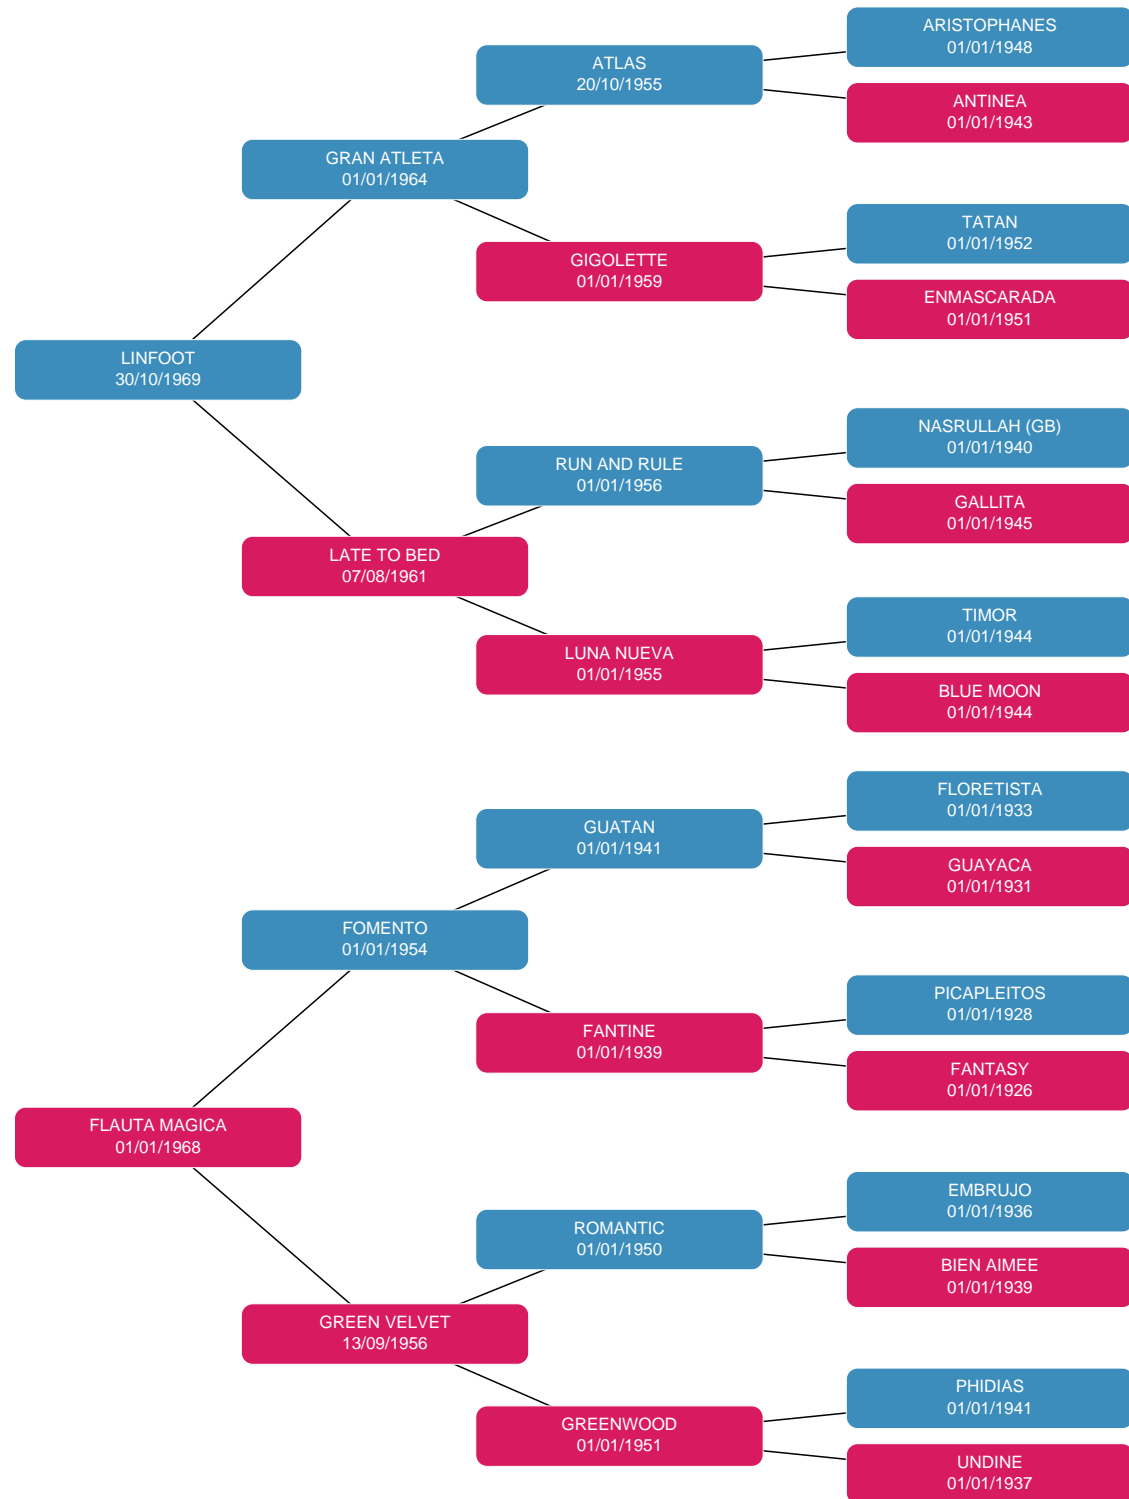 ARISTOPHANES
01/01/1948
ATLAS
20/10/1955
ANTINEA
01/01/1943
GRAN ATLETA
01/01/1964
TATAN
01/01/1952
GIGOLETTE
01/01/1959
ENMASCARADA
01/01/1951
LINFOOT
30/10/1969
NASRULLAH (GB)
01/01/1940
RUN AND RULE
01/01/1956
GALLITA
01/01/1945
LATE TO BED
07/08/1961
TIMOR
01/01/1944
LUNA NUEVA
01/01/1955
BLUE MOON
01/01/1944
FLORETISTA
01/01/1933
GUATAN
01/01/1941
GUAYACA
01/01/1931
FOMENTO
01/01/1954
PICAPLEITOS
01/01/1928
FANTINE
01/01/1939
FANTASY
01/01/1926
FLAUTA MAGICA
01/01/1968
EMBRUJO
01/01/1936
ROMANTIC
01/01/1950
BIEN AIMEE
01/01/1939
GREEN VELVET
13/09/1956
PHIDIAS
01/01/1941
GREENWOOD
01/01/1951
UNDINE
01/01/1937